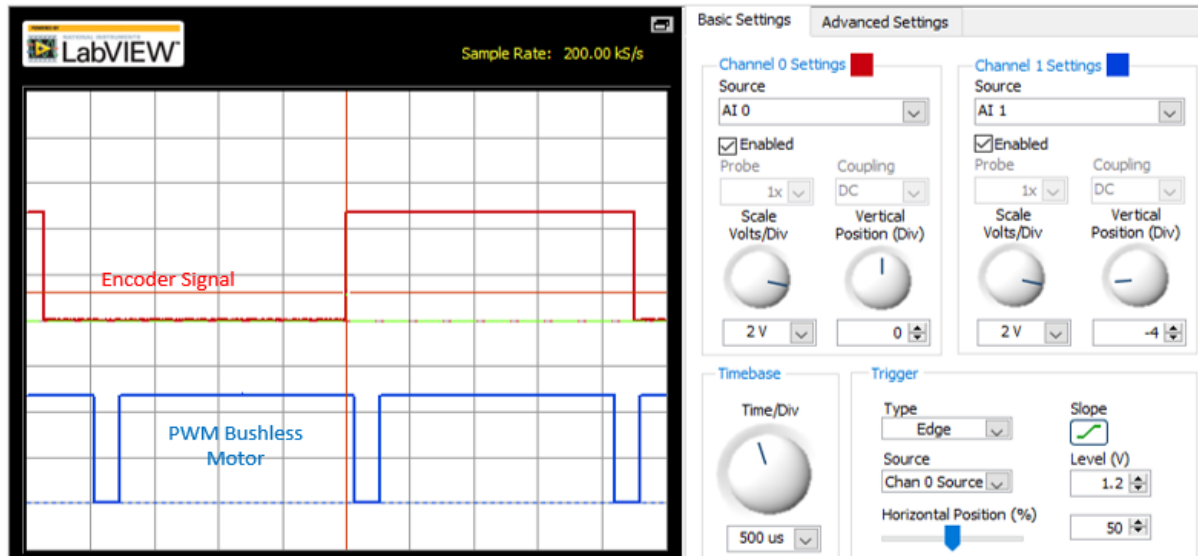 POWERED BY
NATIONAL INSTRUMENTS
LabVIEW™
Sample Rate: 200.00 kS/s
Encoder Signal
PWM Bushless
Motor
Basic Settings
Advanced Settings
Channel 0 Settings
Source
AI 0
Enabled
Probe
Coupling
1x
DC
Scale
Volts/Div
Vertical
Position (Div)
2 V
0
Channel 1 Settings
Source
AI 1
Enabled
Probe
Coupling
1x
DC
Scale
Volts/Div
Vertical
Position (Div)
2 V
-4
Timebase
Time/Div
500 us
Trigger
Type
Edge
Slope
Source
Chan 0 Source
Level (V)
1.2
Horizontal Position (%)
50